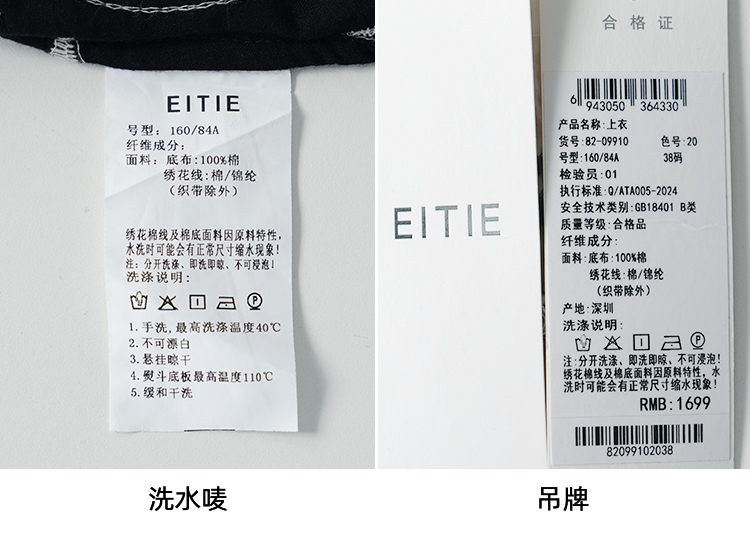 EITIE
号型: 160/84A
纤维成分:
面料: 底布:100%棉
绣花线:棉/锦纶
(织带除外)
绣花棉线及棉底面料因原料特性,
水洗时可能会有正常尺寸缩水现象!
注:分开洗涤、即洗即晾、不可浸泡!
洗涤说明:
1.手洗,最高洗涤温度40℃
2.不可漂白
3.悬挂晾干
4.熨斗底板最高温度110℃
5.缓和干洗
洗水唛
EITIE
合格证
6 943050 364330
产品名称:上衣
货号:82-09910 色号:20
号型:160/84A 38码
检验员:01
执行标准:Q/ATA005-2024
安全技术类别:GB18401 B类
质量等级:合格品
纤维成分:
面料:底布:100%棉
绣花线:棉/锦纶
(织带除外)
产地:深圳
洗涤说明:
注:分开洗涤、即洗即晾、不可浸泡!
绣花棉线及棉底面料因原料特性,水
洗时可能会有正常尺寸缩水现象!
RMB:1699
82099102038
吊牌